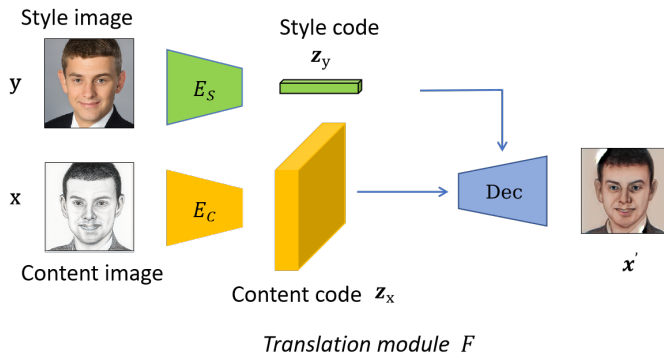 Style image
Style code
y
E_S
z_y
x
E_C
Dec
Content image
Content code z_x
x'
Translation module F